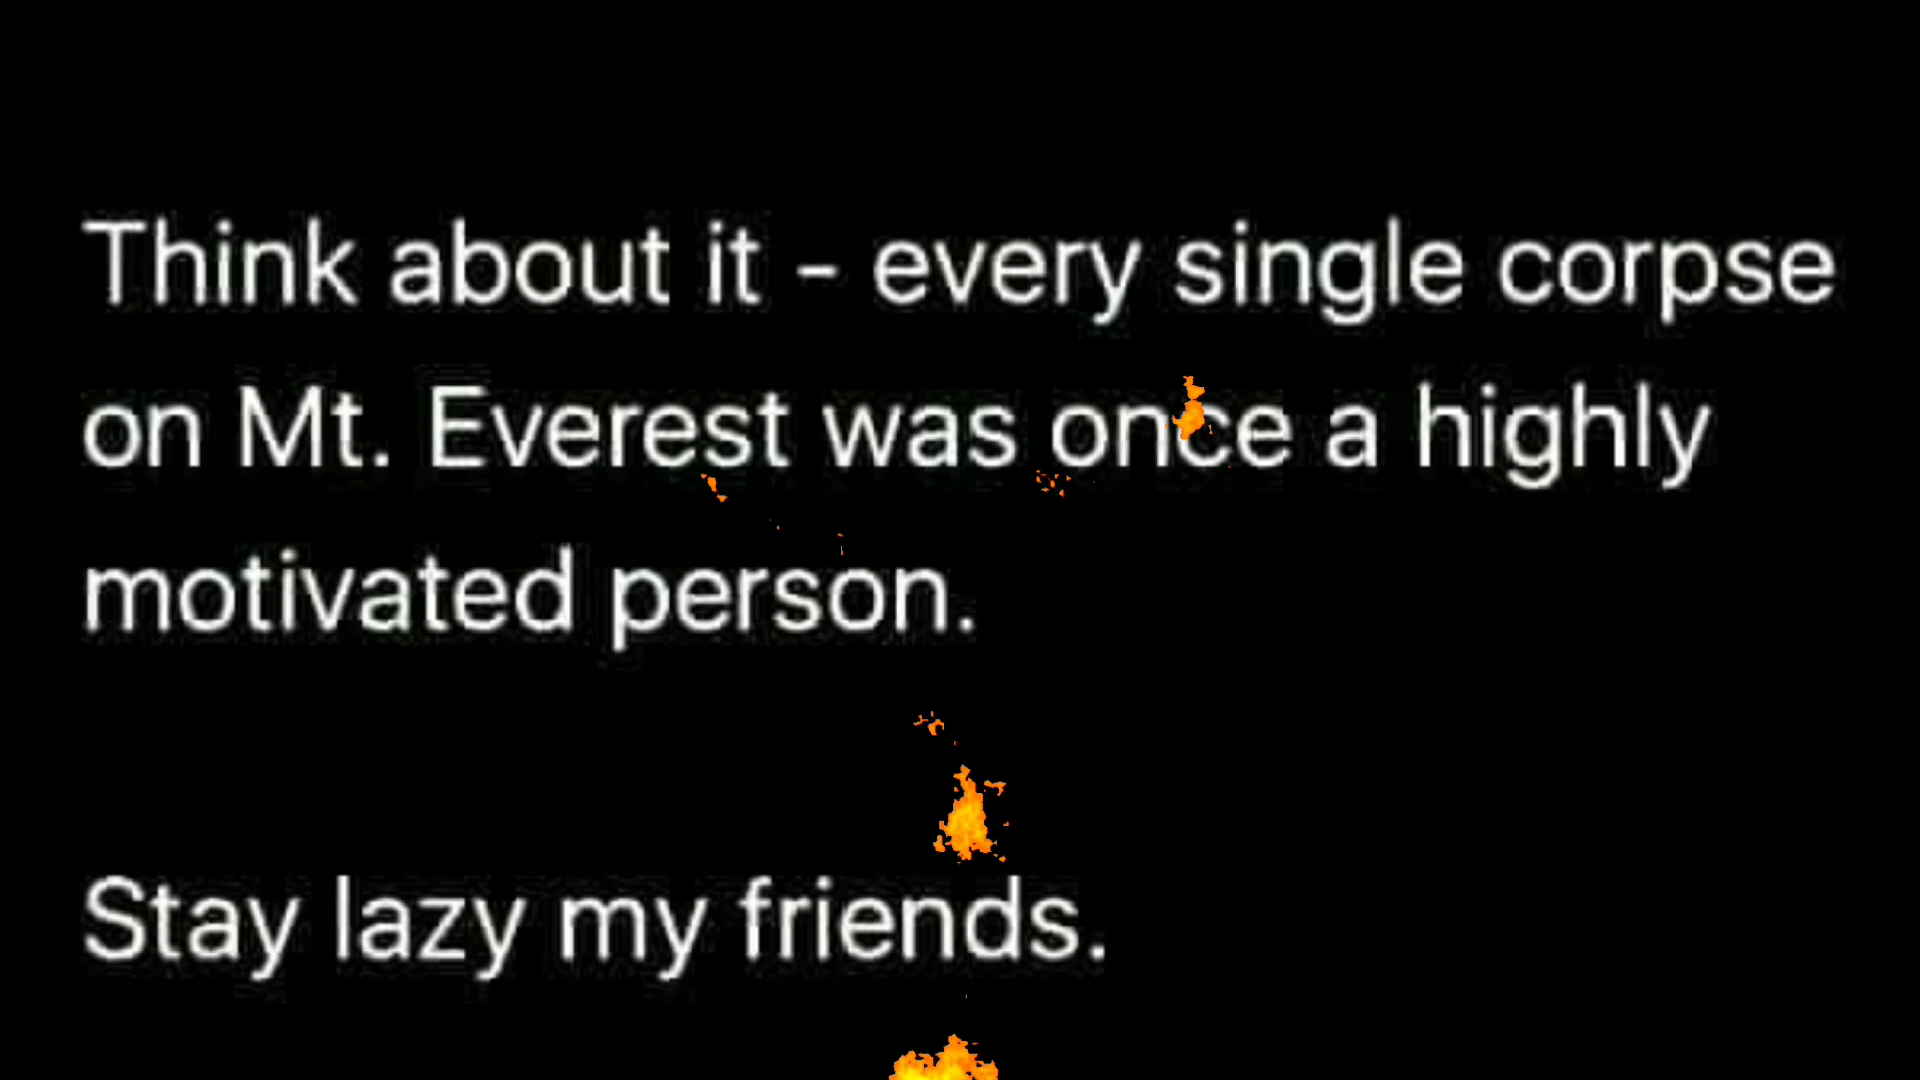 Think about it - every single corpse
on Mt. Everest was once a highly
motivated person.
Stay lazy my friends.